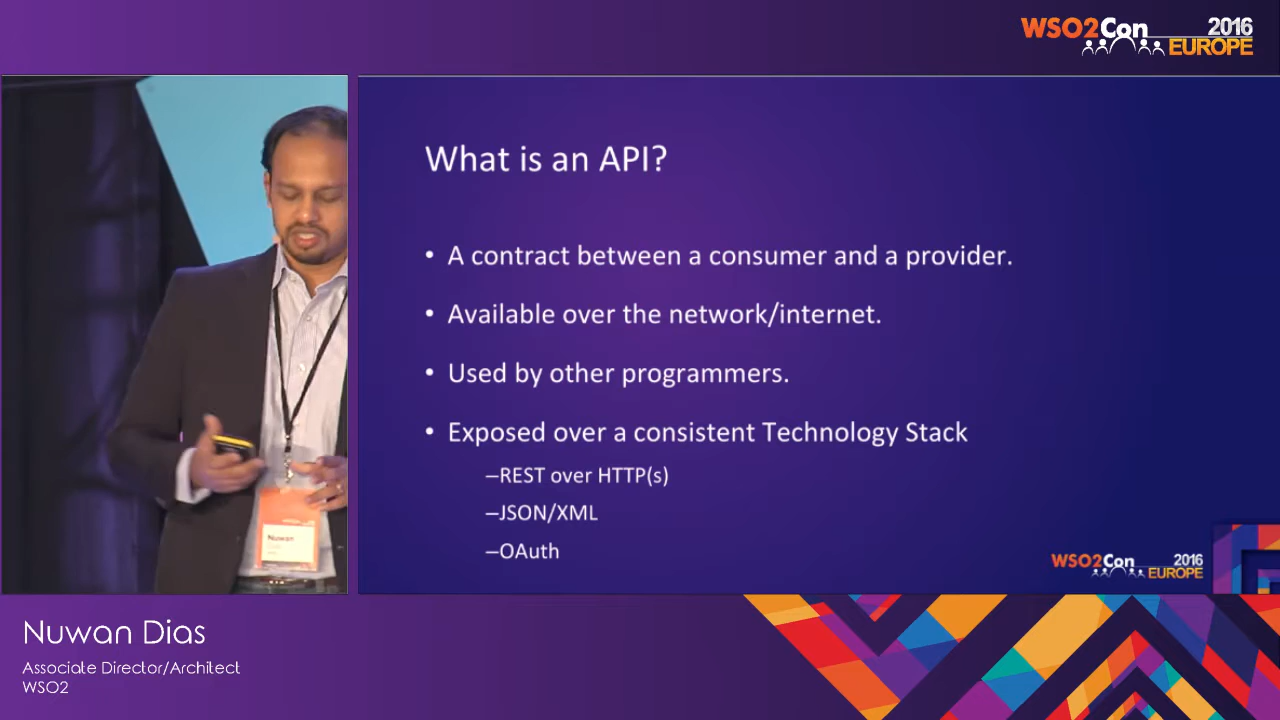 WSO2Con 2016
EUROPE
What is an API?
• A contract between a consumer and a provider.
• Available over the network/internet.
• Used by other programmers.
• Exposed over a consistent Technology Stack
–REST over HTTP(s)
–JSON/XML
–OAuth
WSO2Con 2016
EUROPE
Nuwan
Nuwan Dias
Associate Director/Architect
WSO2